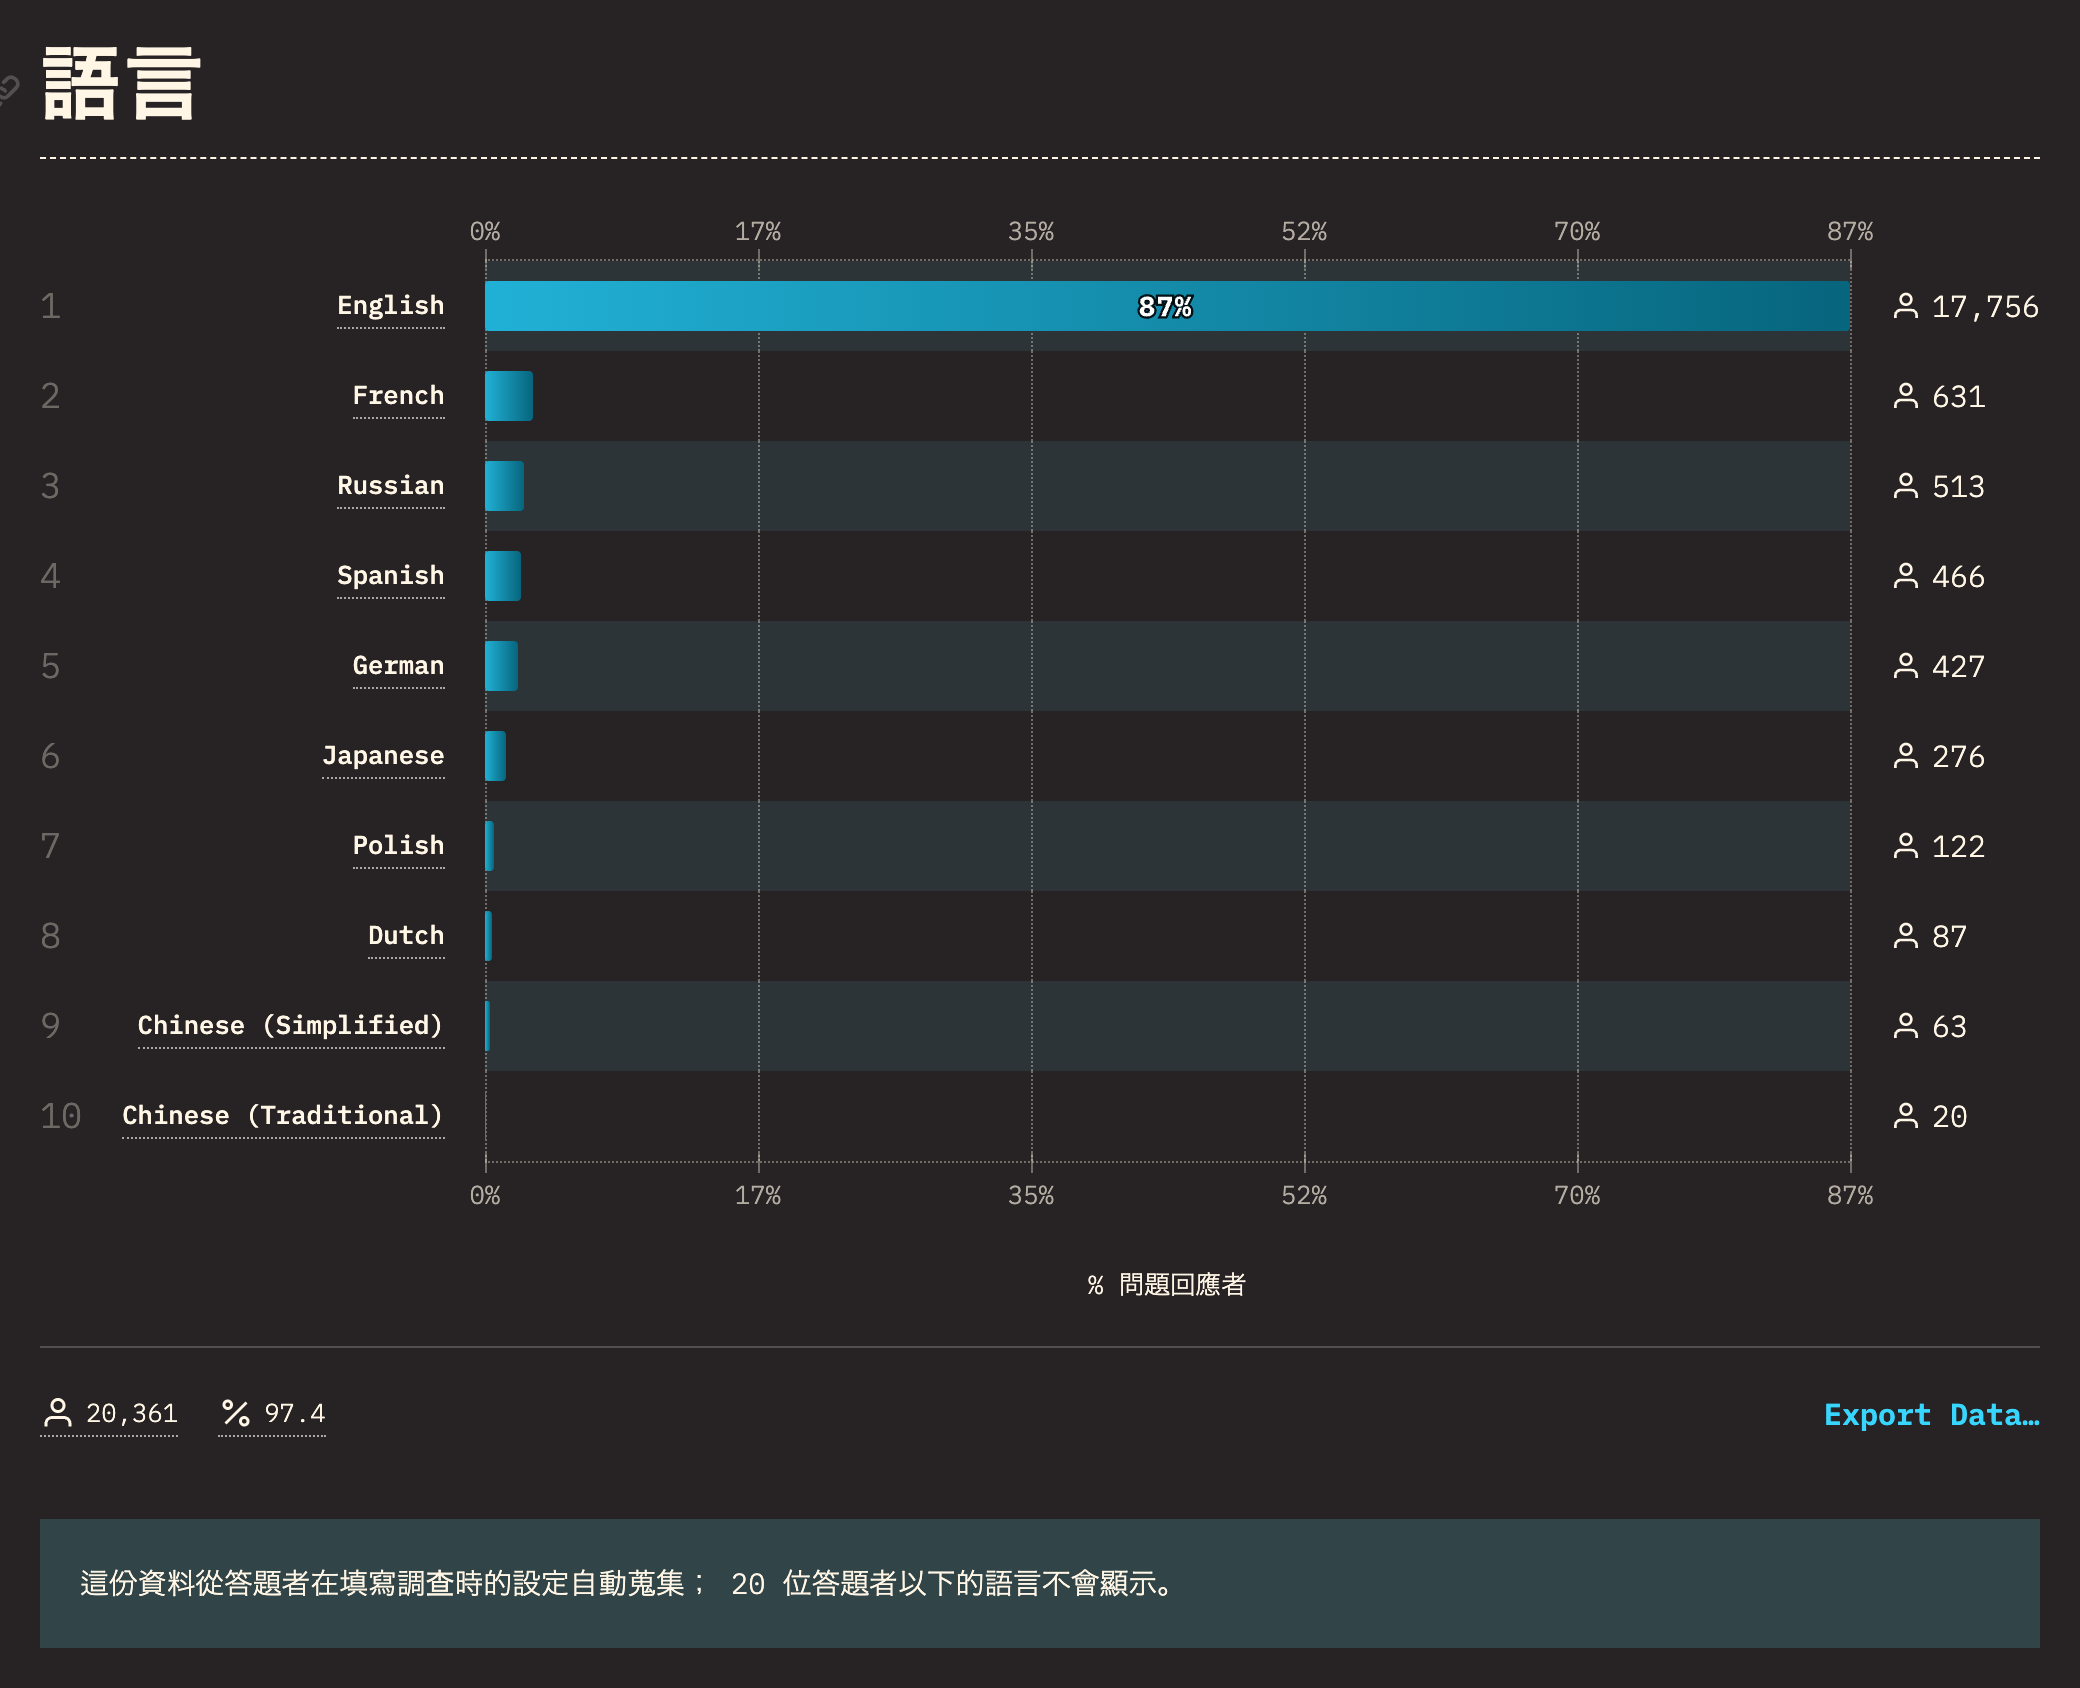 語言
0% 17% 35% 52% 70% 87%
1 English 87% 17,756
2 French 631
3 Russian 513
4 Spanish 466
5 German 427
6 Japanese 276
7 Polish 122
8 Dutch 87
9 Chinese (Simplified) 63
10 Chinese (Traditional) 20
0% 17% 35% 52% 70% 87%
% 問題回應者
20,361 % 97.4 Export Data…
這份資料從答題者在填寫調查時的設定自動蒐集； 20 位答題者以下的語言不會顯示。